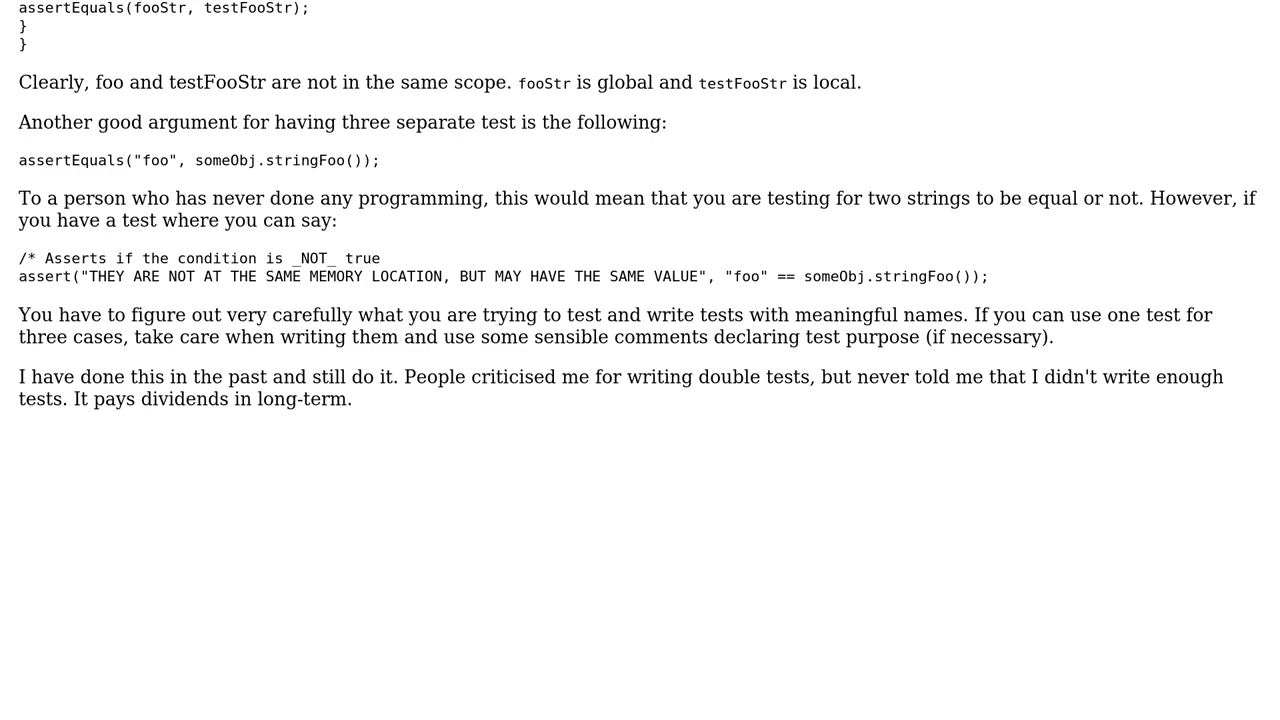 assertEquals(fooStr, testFooStr);
}
}
Clearly, foo and testFooStr are not in the same scope. fooStr is global and testFooStr is local.
Another good argument for having three separate test is the following:
assertEquals("foo", someObj.stringFoo());
To a person who has never done any programming, this would mean that you are testing for two strings to be equal or not. However, if
you have a test where you can say:
/* Asserts if the condition is _NOT_ true
assert("THEY ARE NOT AT THE SAME MEMORY LOCATION, BUT MAY HAVE THE SAME VALUE", "foo" == someObj.stringFoo());
You have to figure out very carefully what you are trying to test and write tests with meaningful names. If you can use one test for
three cases, take care when writing them and use some sensible comments declaring test purpose (if necessary).
I have done this in the past and still do it. People criticised me for writing double tests, but never told me that I didn't write enough
tests. It pays dividends in long-term.